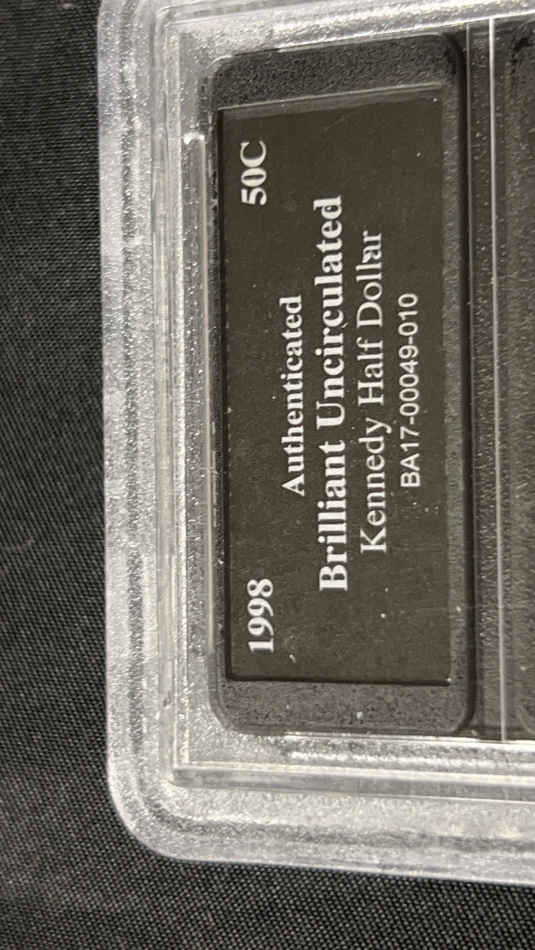 1998 50C
Authenticated
Brilliant Uncirculated
Kennedy Half Dollar
BA17-00049-010